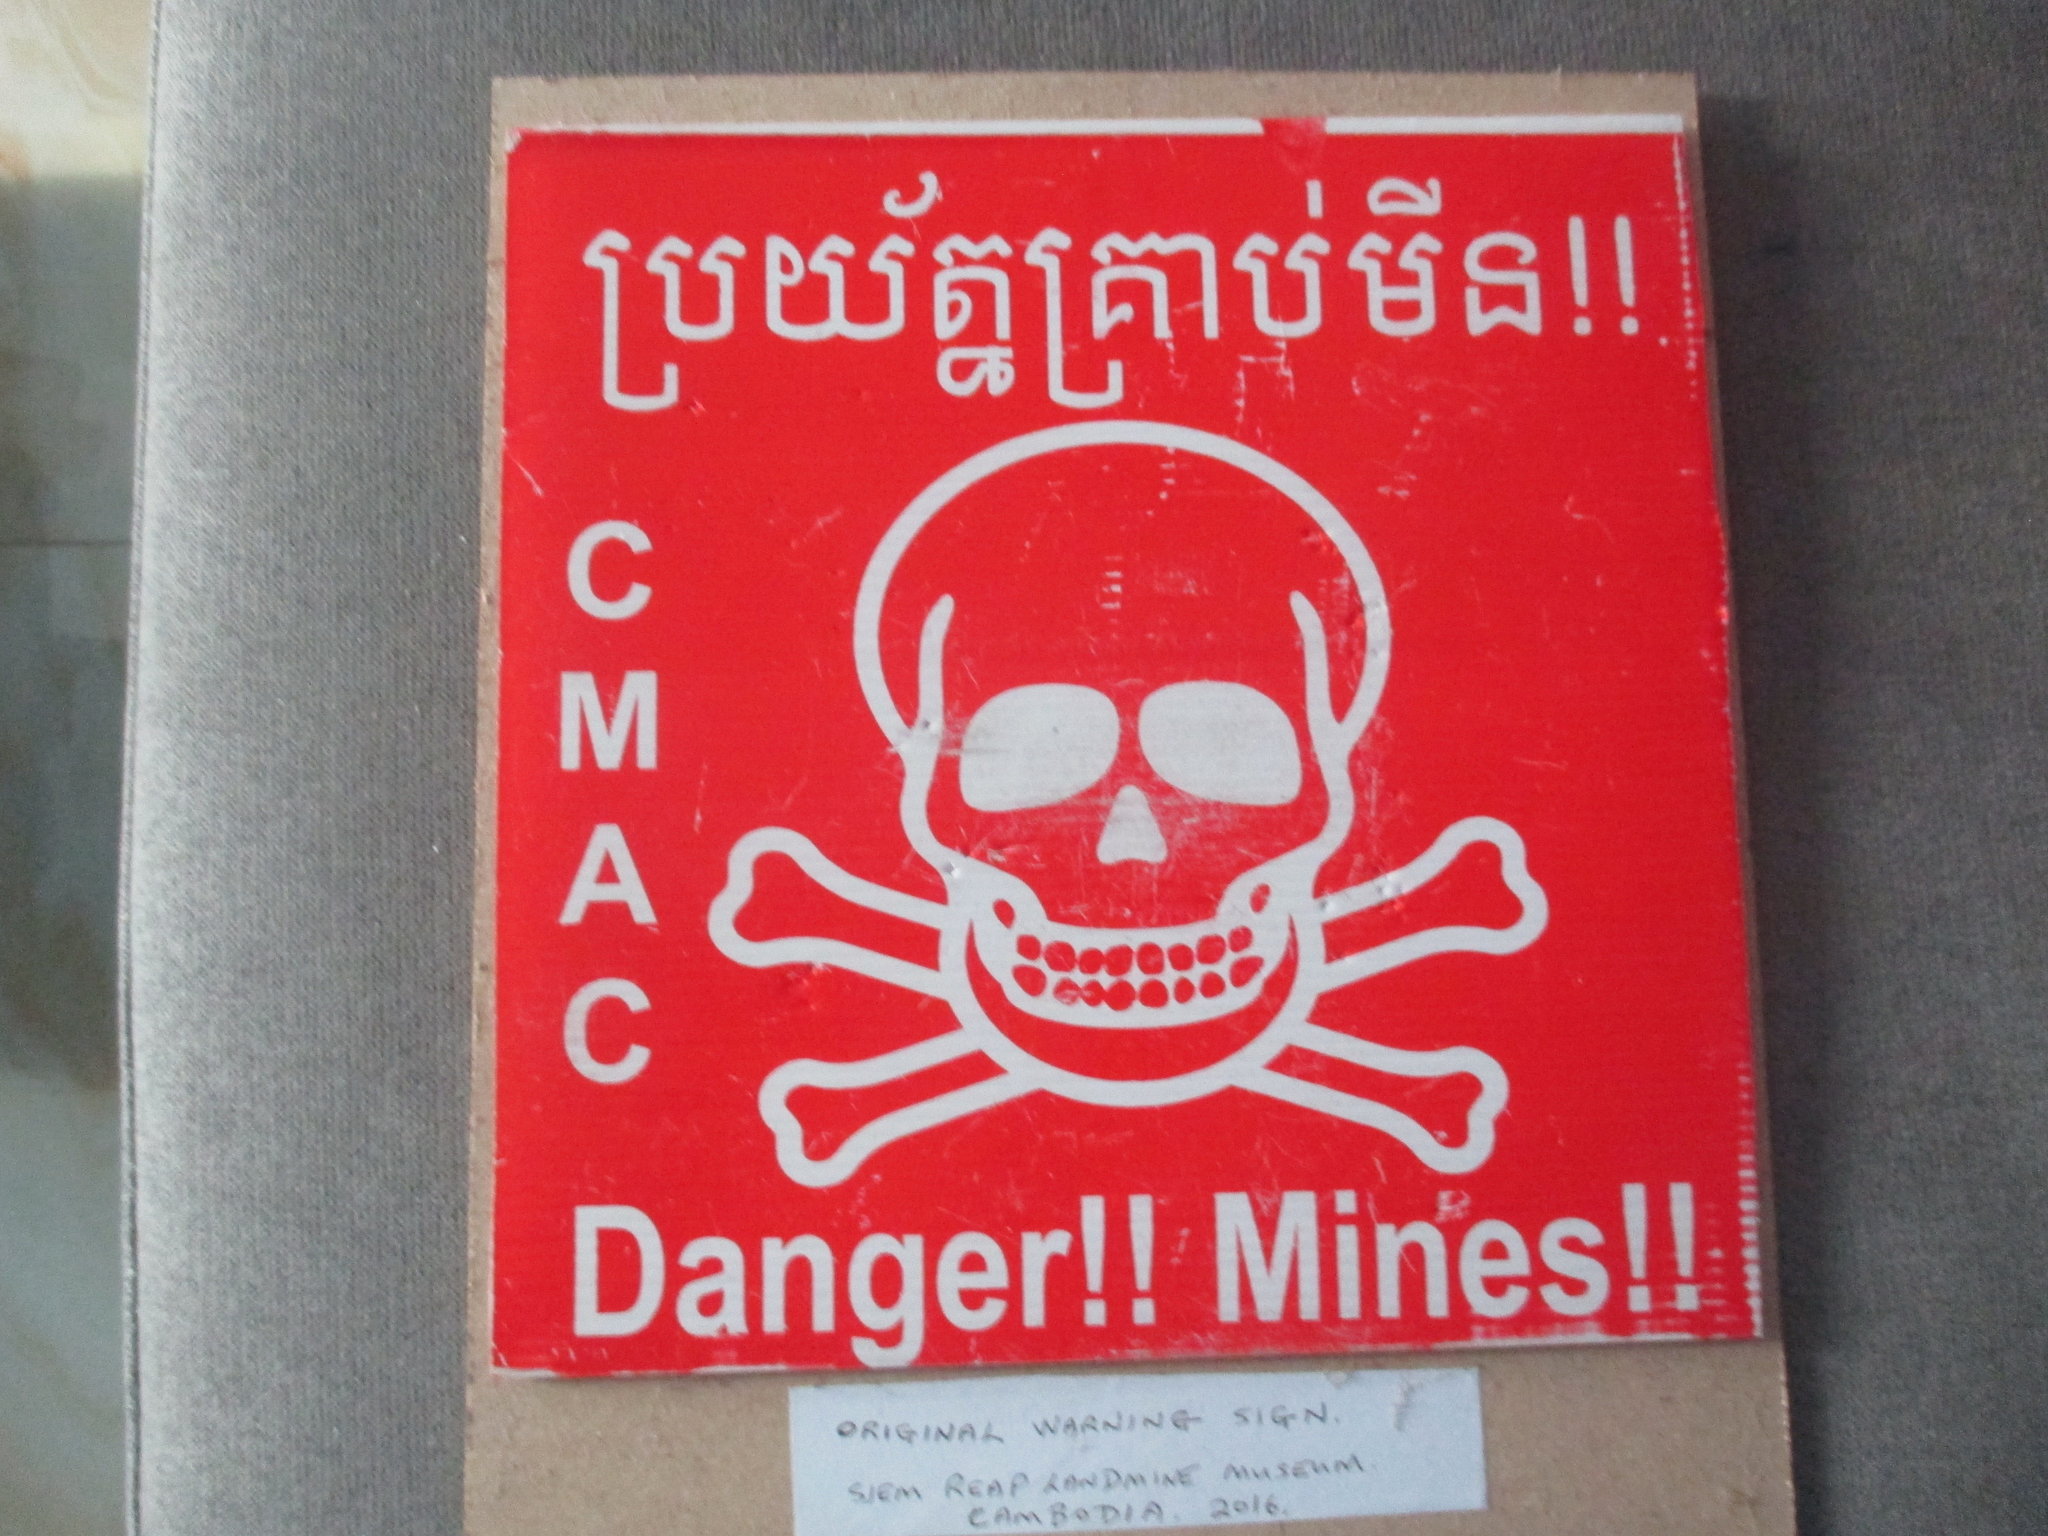 ប្រយ័ត្នគ្រាប់មីន!!
C
M
A
C
Danger!! Mines!!
ORIGINAL WARNING SIGN.
SIEM REAP LANDMINE MUSEUM.
CAMBODIA. 2016.